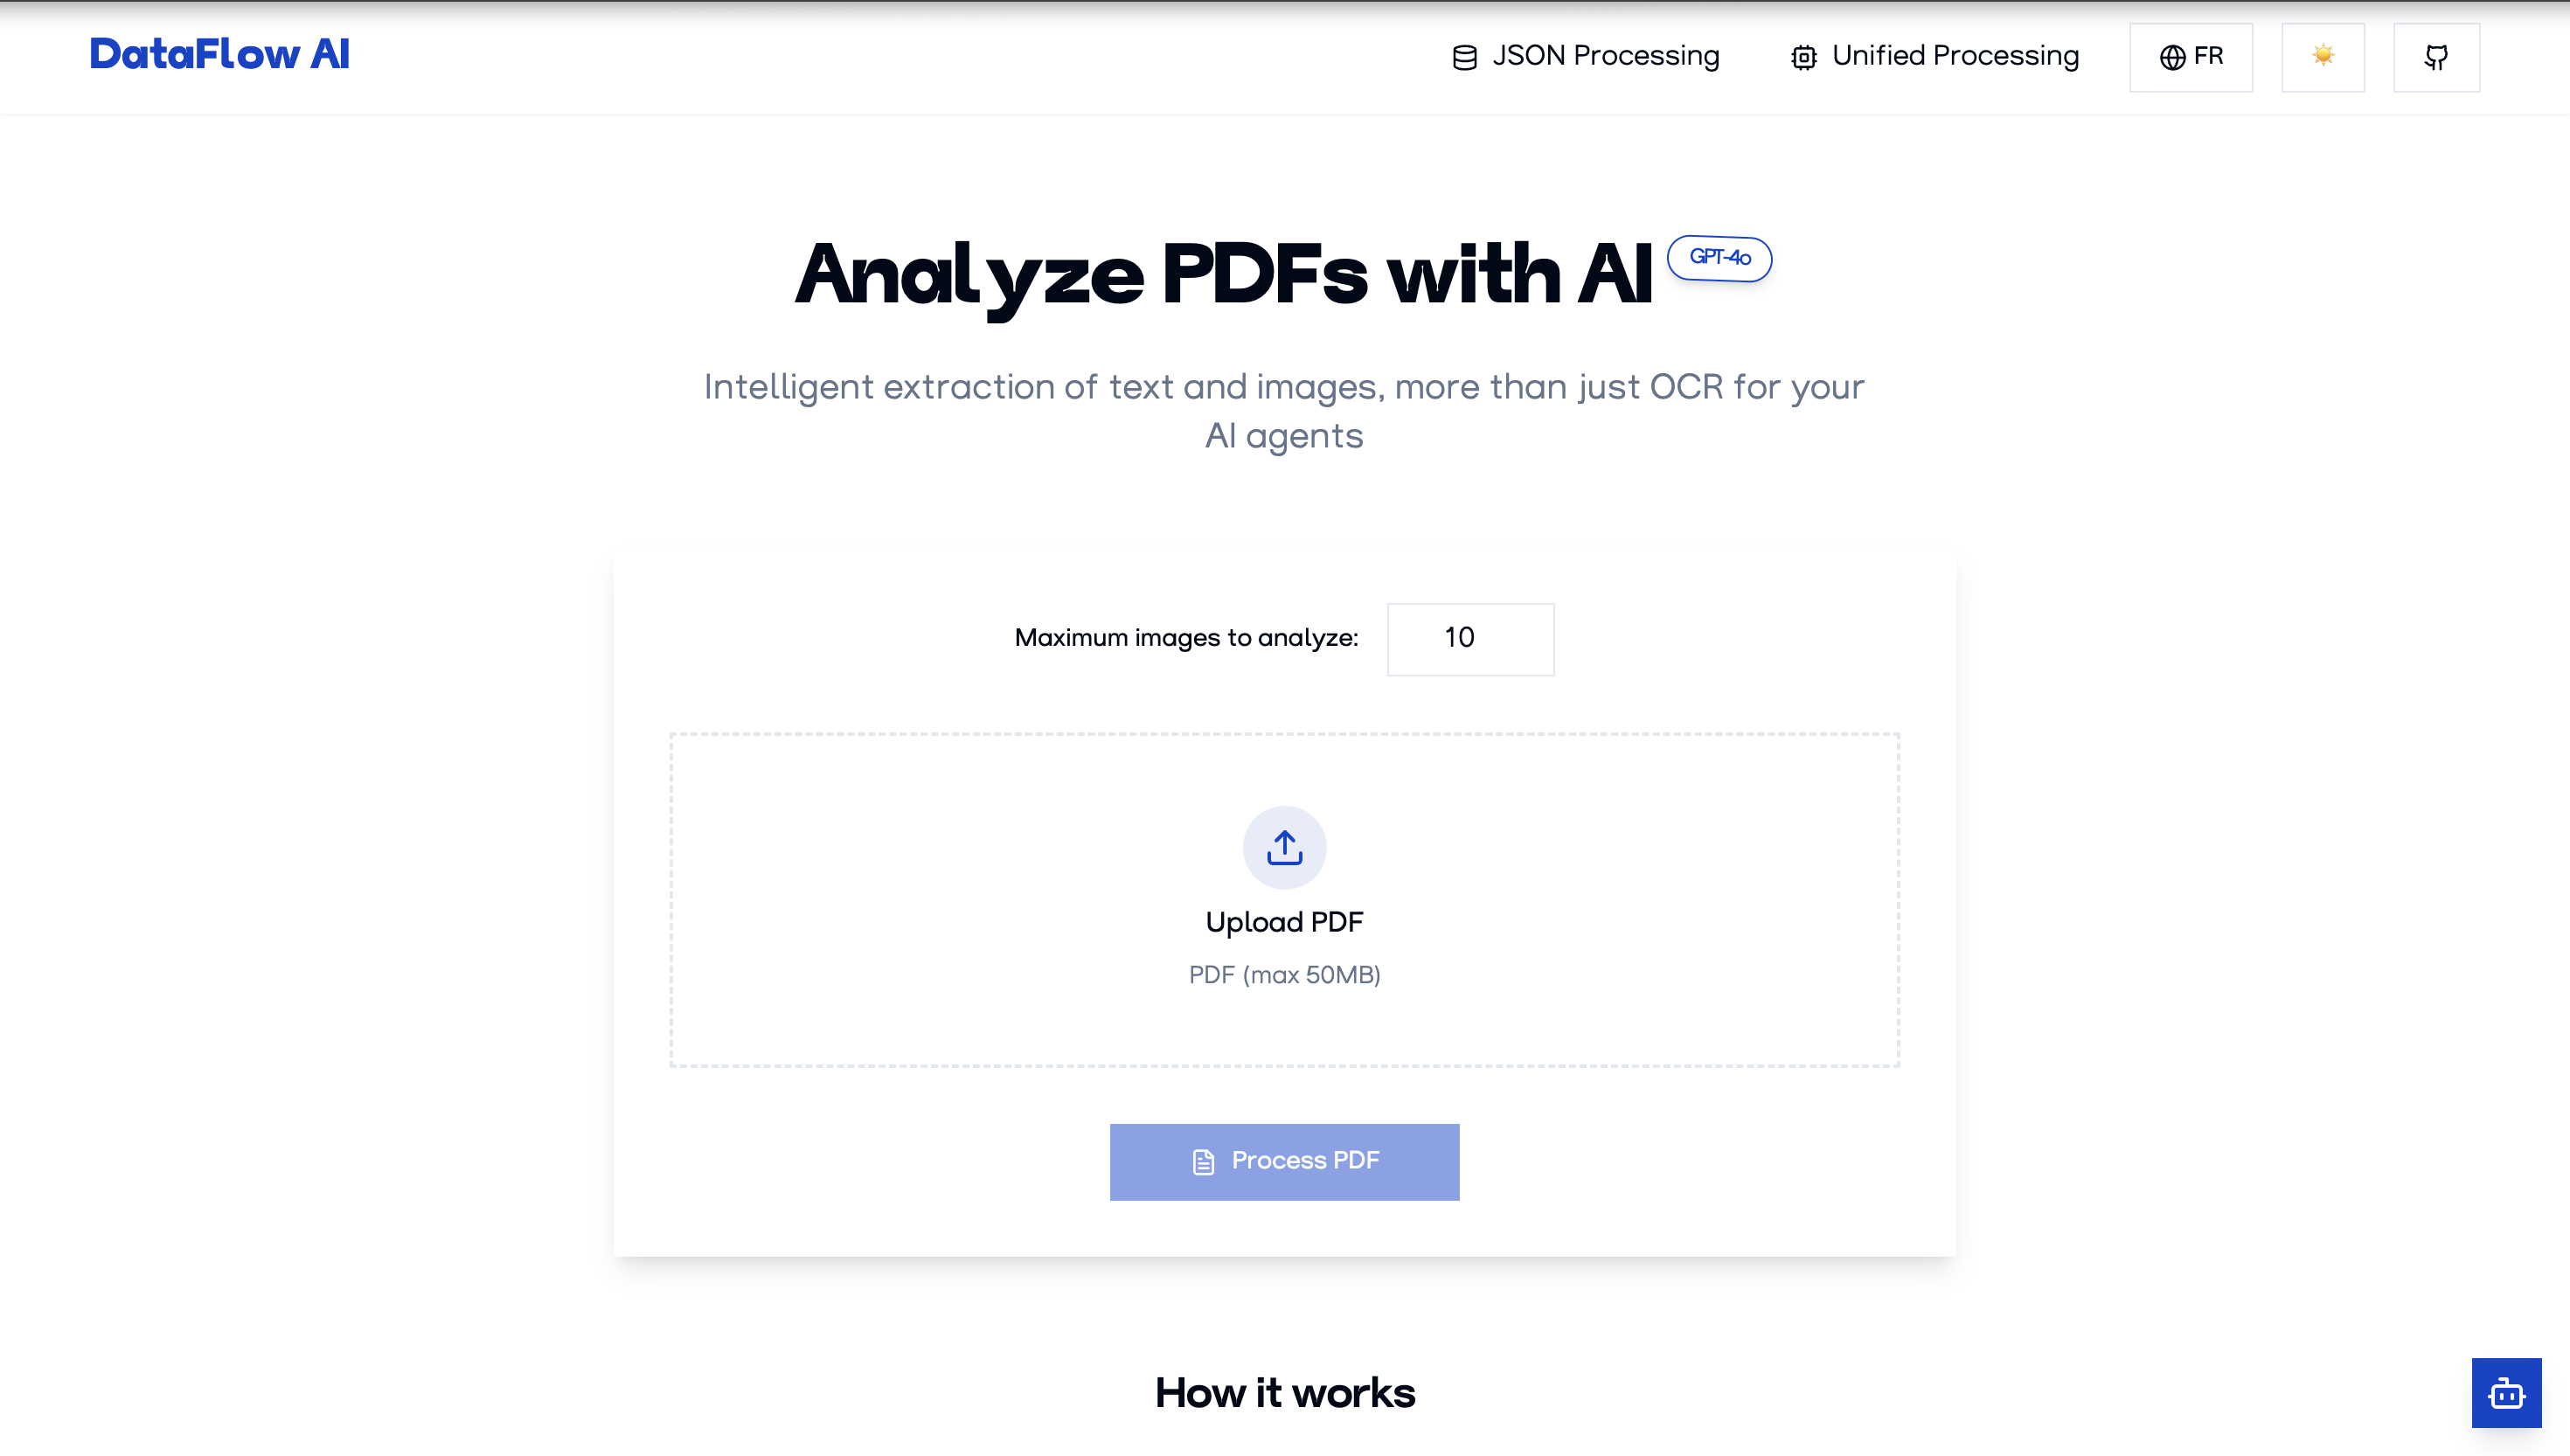 DataFlow AI
JSON Processing
Unified Processing
FR
Analyze PDFs with AI
GPT-4o
Intelligent extraction of text and images, more than just OCR for your
AI agents
Maximum images to analyze:
10
Upload PDF
PDF (max 50MB)
Process PDF
How it works